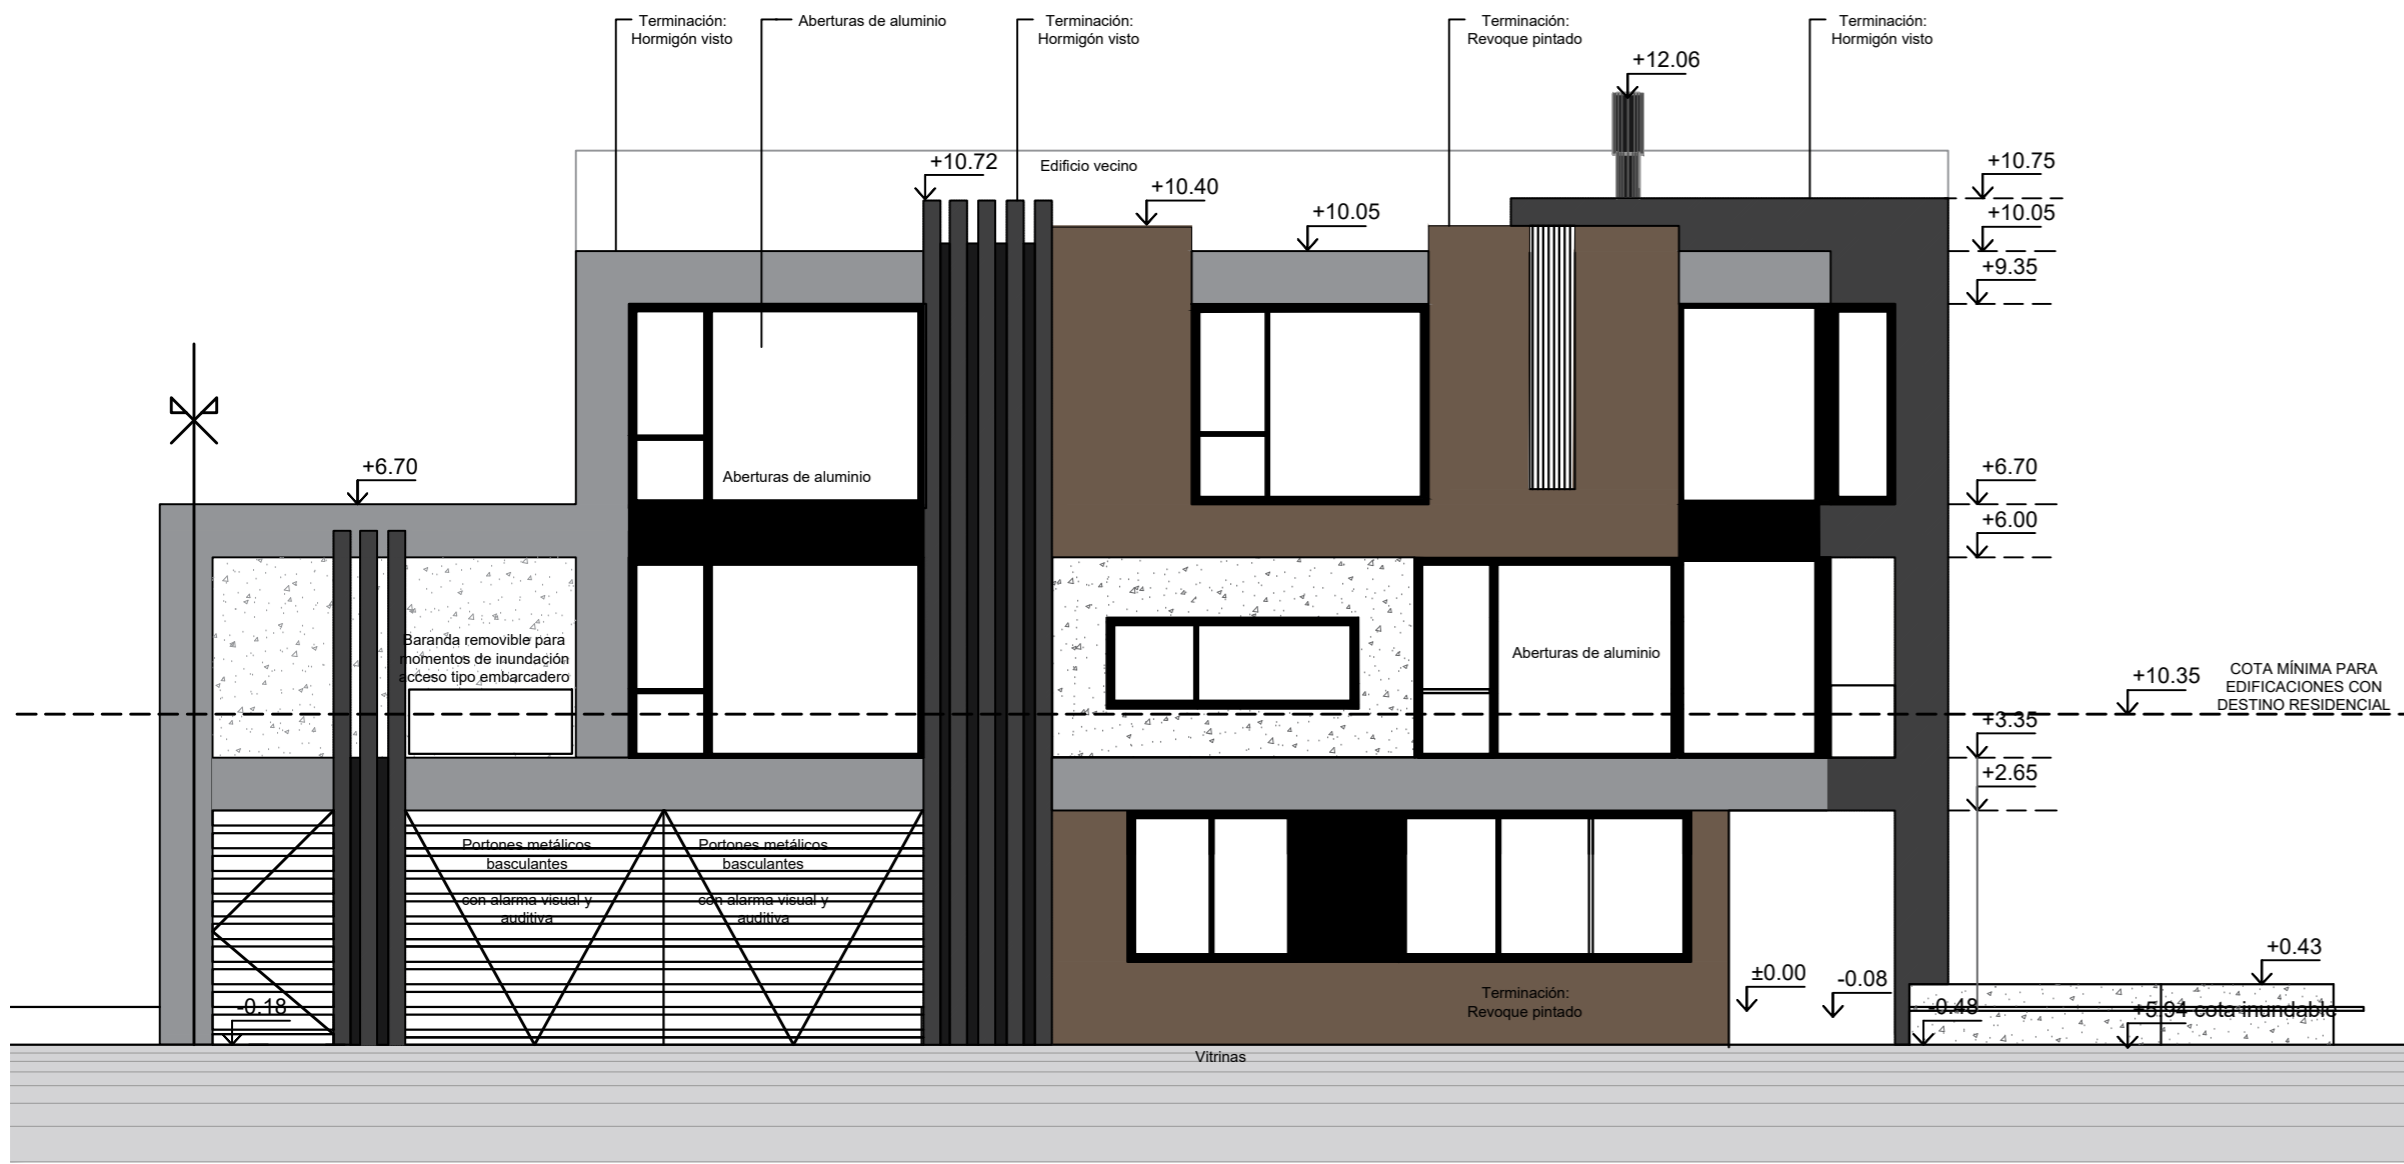 Terminación:
Hormigón visto
Aberturas de aluminio
Terminación:
Hormigón visto
Terminación:
Revoque pintado
Terminación:
Hormigón visto
+12.06
Edificio vecino
+10.72
+10.40
+10.05
+10.75
+10.05
+9.35
+6.70
Aberturas de aluminio
+6.70
+6.00
Baranda removible para
momentos de inundación
acceso tipo embarcadero
Aberturas de aluminio
+10.35
COTA MÍNIMA PARA
EDIFICACIONES CON
DESTINO RESIDENCIAL
+3.35
+2.65
Portones metálicos
basculantes
con alarma visual y
auditiva
Portones metálicos
basculantes
con alarma visual y
auditiva
-0.18
Terminación:
Revoque pintado
±0.00
-0.08
+0.43
-0.48
+5.94 cota inundable
Vitrinas